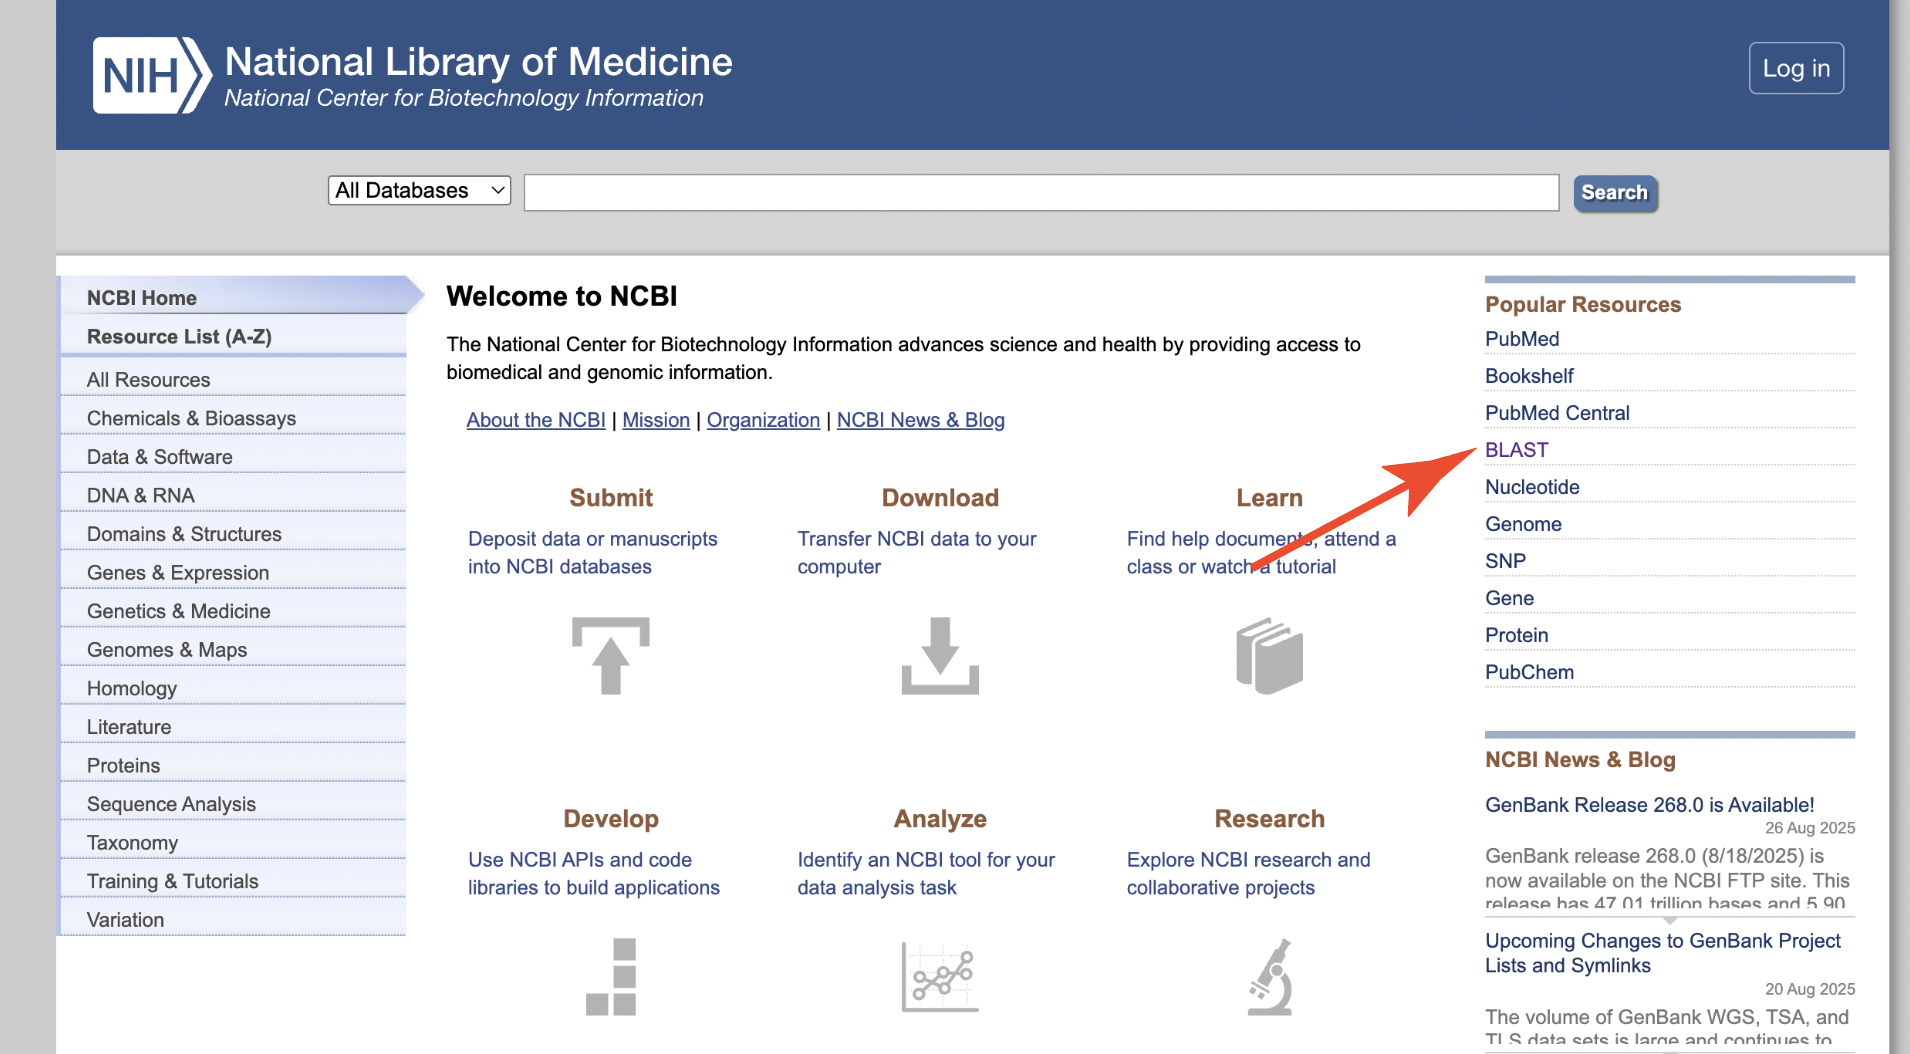 NIH
National Library of Medicine
National Center for Biotechnology Information
Log in
All Databases
Search
NCBI Home
Resource List (A-Z)
All Resources
Chemicals & Bioassays
Data & Software
DNA & RNA
Domains & Structures
Genes & Expression
Genetics & Medicine
Genomes & Maps
Homology
Literature
Proteins
Sequence Analysis
Taxonomy
Training & Tutorials
Variation
Welcome to NCBI
The National Center for Biotechnology Information advances science and health by providing access to
biomedical and genomic information.
About the NCBI | Mission | Organization | NCBI News & Blog
Submit
Deposit data or manuscripts
into NCBI databases
Download
Transfer NCBI data to your
computer
Learn
Find help documents, attend a
class or watch a tutorial
Develop
Use NCBI APIs and code
libraries to build applications
Analyze
Identify an NCBI tool for your
data analysis task
Research
Explore NCBI research and
collaborative projects
Popular Resources
PubMed
Bookshelf
PubMed Central
BLAST
Nucleotide
Genome
SNP
Gene
Protein
PubChem
NCBI News & Blog
GenBank Release 268.0 is Available!
26 Aug 2025
GenBank release 268.0 (8/18/2025) is
now available on the NCBI FTP site. This
release has 47.01 trillion bases and 5.90
Upcoming Changes to GenBank Project
Lists and Symlinks
20 Aug 2025
The volume of GenBank WGS, TSA, and
TLS data sets is large and continues to